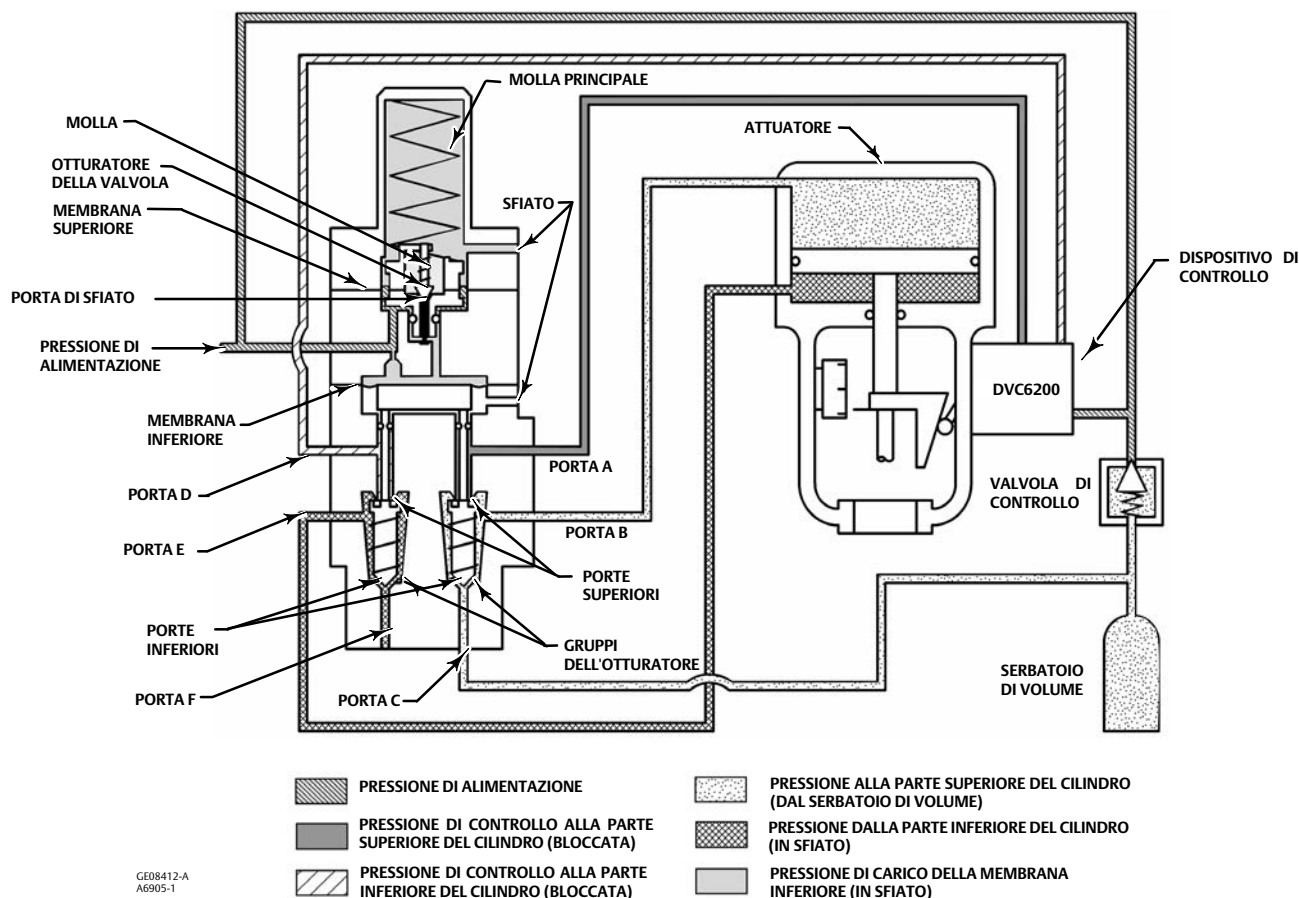 MOLLA PRINCIPALE
MOLLA
ATTUATORE
OTTURATORE
DELLA VALVOLA
MEMBRANA
SUPERIORE
SFIATO
DISPOSITIVO DI
CONTROLLO
PORTA DI SFIATO
PRESSIONE DI
ALIMENTAZIONE
DVC6200
MEMBRANA
INFERIORE
PORTA A
PORTA D
VALVOLA DI
CONTROLLO
PORTA B
PORTA E
PORTE
SUPERIORI
PORTE
INFERIORI
GRUPPI
DELL'OTTURATORE
SERBATOIO
DI VOLUME
PORTA F
PORTA C
PRESSIONE DI ALIMENTAZIONE
PRESSIONE DI CONTROLLO ALLA PARTE
SUPERIORE DEL CILINDRO (BLOCCATA)
PRESSIONE DI CONTROLLO ALLA PARTE
INFERIORE DEL CILINDRO (BLOCCATA)
PRESSIONE ALLA PARTE SUPERIORE DEL CILINDRO
(DAL SERBATOIO DI VOLUME)
PRESSIONE DALLA PARTE INFERIORE DEL CILINDRO
(IN SFIATO)
PRESSIONE DI CARICO DELLA MEMBRANA
INFERIORE (IN SFIATO)
GE08412-A
A6905-1